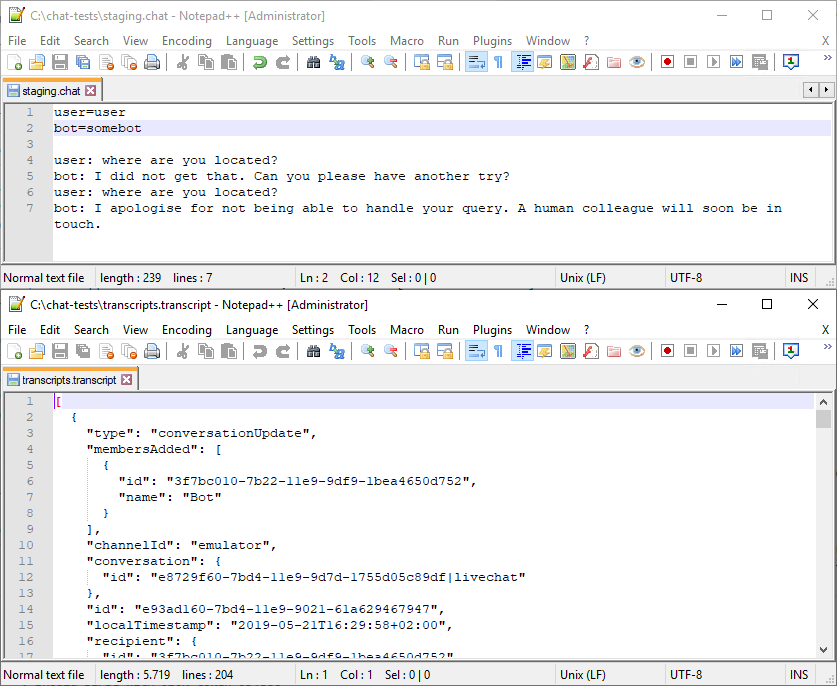 C:\chat-tests\staging.chat - Notepad++ [Administrator]
File Edit Search View Encoding Language Settings Tools Macro Run Plugins Window ? X
staging.chat
1 user=user
2 bot=somebot
3
4 user: where are you located?
5 bot: I did not get that. Can you please have another try?
6 user: where are you located?
7 bot: I apologise for not being able to handle your query. A human colleague will soon be in
touch.
Normal text file length : 239 lines : 7 Ln : 2 Col : 12 Sel : 0 | 0 Unix (LF) UTF-8 INS
C:\chat-tests\transcripts.transcript - Notepad++ [Administrator]
File Edit Search View Encoding Language Settings Tools Macro Run Plugins Window ? X
transcripts.transcript
1 [
2 {
3 "type": "conversationUpdate",
4 "membersAdded": [
5 {
6 "id": "3f7bc010-7b22-11e9-9df9-1bea4650d752",
7 "name": "Bot"
8 }
9 ],
10 "channelId": "emulator",
11 "conversation": {
12 "id": "e8729f60-7bd4-11e9-9d7d-1755d05c89df|livechat"
13 },
14 "id": "e93ad160-7bd4-11e9-9021-61a629467947",
15 "localTimestamp": "2019-05-21T16:29:58+02:00",
16 "recipient": {
17 "id": "3f7bc010-7b22-11e9-9df9-1bea4650d752"
Normal text file length : 5.719 lines : 204 Ln : 1 Col : 1 Sel : 0 | 0 Unix (LF) UTF-8 INS